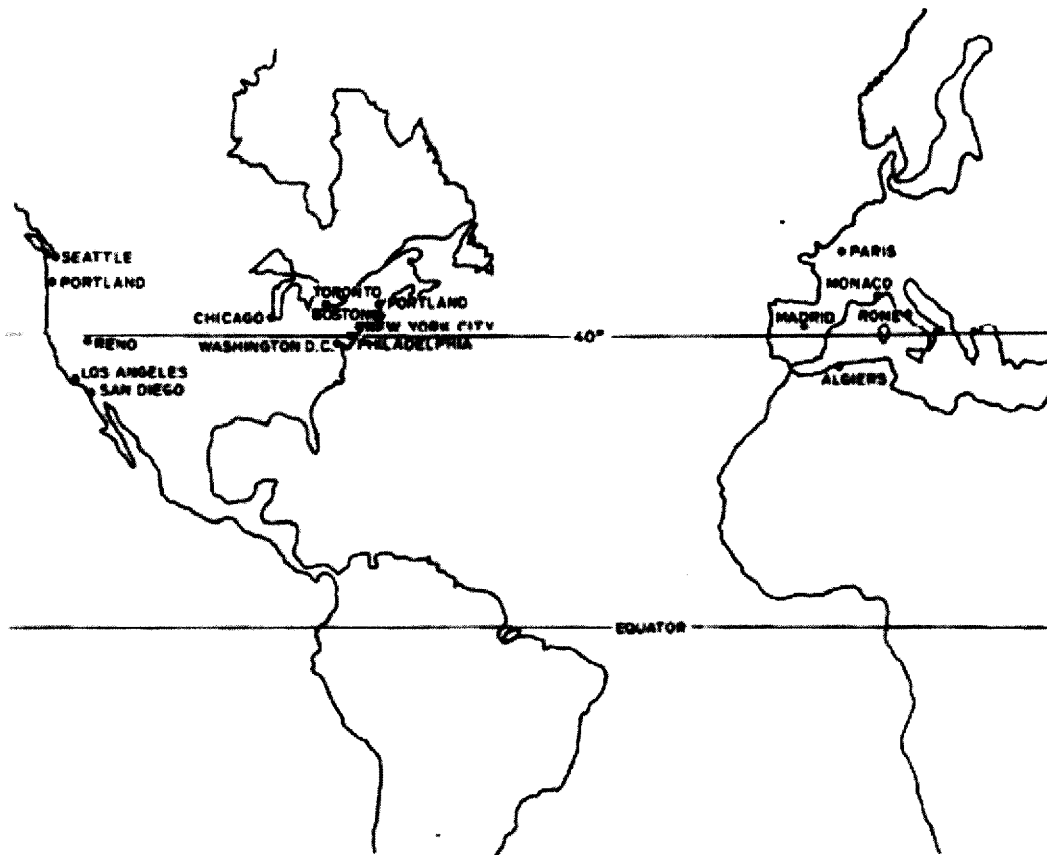 SEATTLE
PARIS
PORTLAND
MONACO
TORONTO
PORTLAND
BOSTON
CHICAGO
MADRID
ROME
NEW YORK CITY
40°
RENO
WASHINGTON D.C.
PHILADELPHIA
LOS ANGELES
ALGIERS
SAN DIEGO
EQUATOR